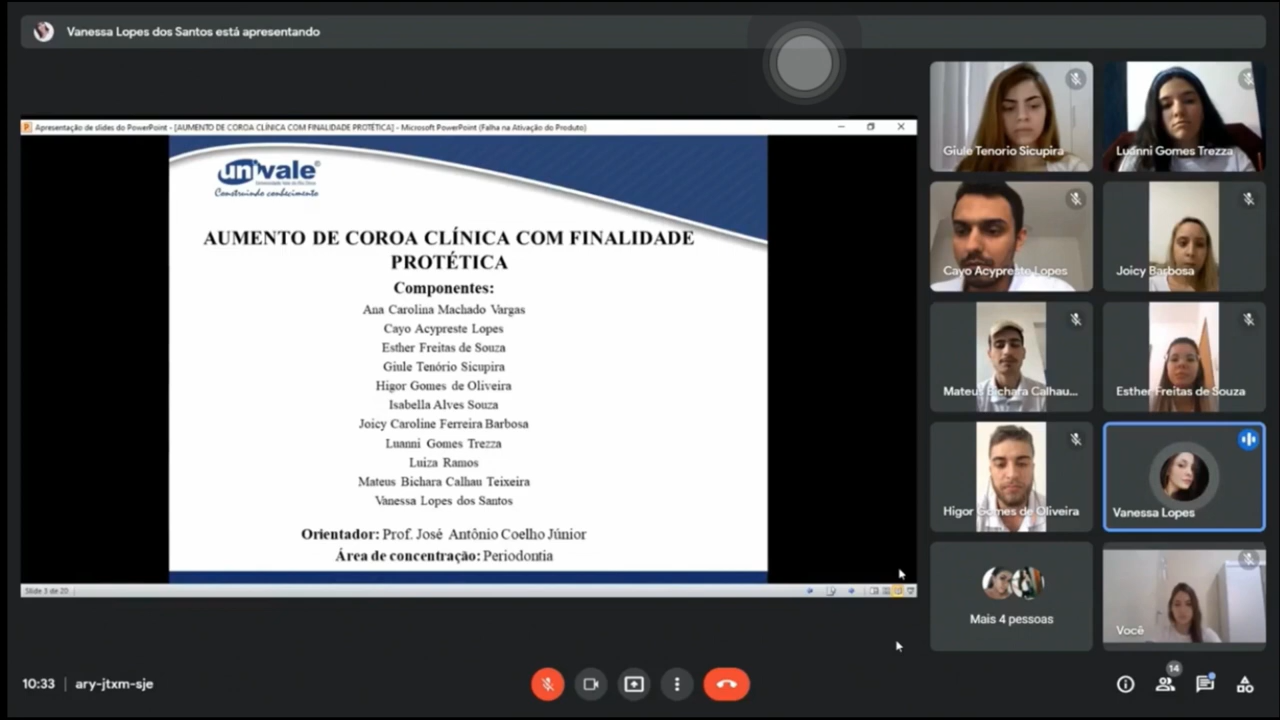 Vanessa Lopes dos Santos está apresentando
Apresentação de slides do PowerPoint - [AUMENTO DE COROA CLÍNICA COM FINALIDADE PROTÉTICA] - Microsoft PowerPoint (Falha na Ativação do Produto)
univale®
Construindo conhecimento
AUMENTO DE COROA CLÍNICA COM FINALIDADE
PROTÉTICA
Componentes:
Ana Carolina Machado Vargas
Cayo Acypreste Lopes
Esther Freitas de Souza
Giule Tenório Sicupira
Higor Gomes de Oliveira
Isabella Alves Souza
Joicy Caroline Ferreira Barbosa
Luanni Gomes Trezza
Luiza Ramos
Mateus Bichara Calhau Teixeira
Vanessa Lopes dos Santos
Orientador: Prof. José Antônio Coelho Júnior
Área de concentração: Periodontia
Slide 3 de 20
Giule Tenorio Sicupira
Luanni Gomes Trezza
Cayo Acypreste Lopes
Joicy Barbosa
Mateus Bichara Calhau...
Esther Freitas de Souza
Higor Gomes de Oliveira
Vanessa Lopes
Mais 4 pessoas
Você
10:33 | ary-jtxm-sje
14